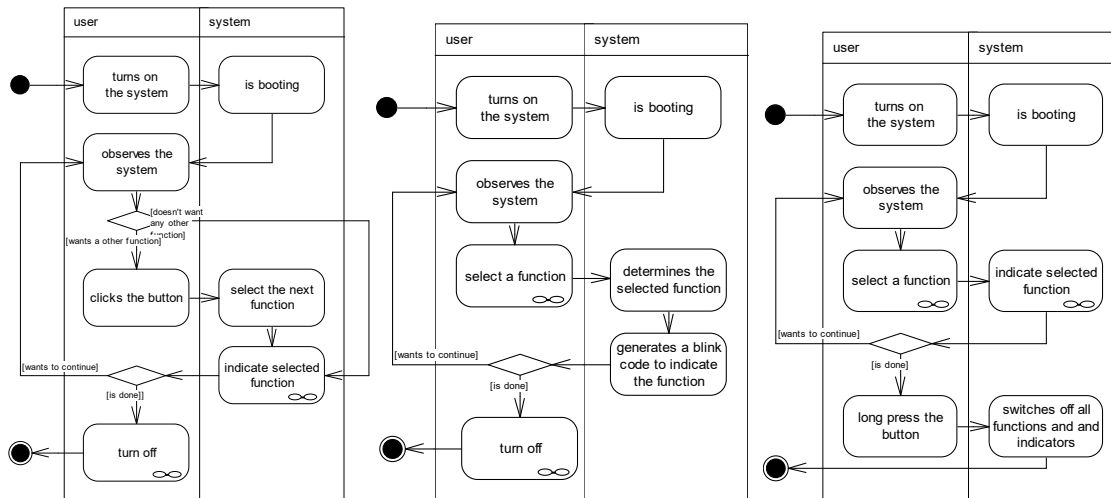 user
system
turns on
the system
is booting
observes the
system
[doesn't want
any other
function]
[wants a other function]
clicks the button
select the next
function
indicate selected
function
[wants to continue]
[is done]]
turn off
user
system
turns on
the system
is booting
observes the
system
select a function
determines the
selected function
generates a blink
code to indicate
the function
[wants to continue]
[is done]
turn off
user
system
turns on
the system
is booting
observes the
system
select a function
indicate selected
function
[wants to continue]
[is done]
long press the
button
switches off all
functions and and
indicators